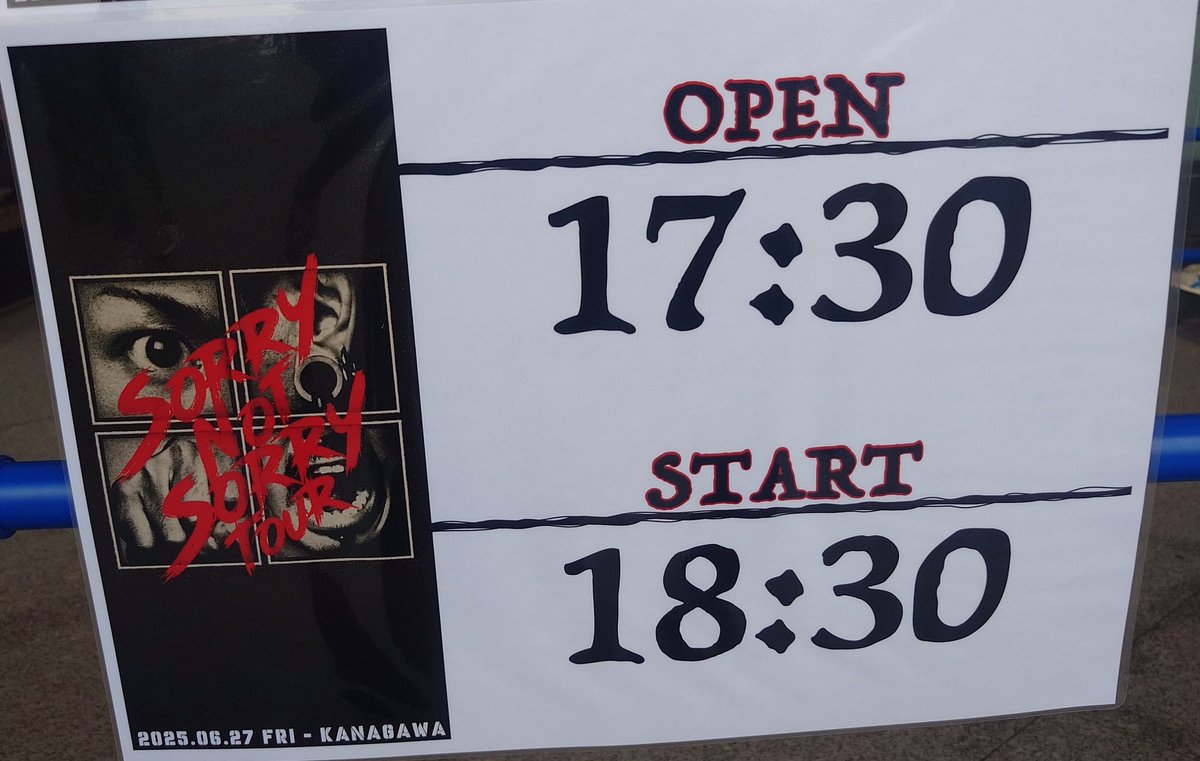 SORRY
NOT
SORRY
TOUR
2025.06.27 FRI - KANAGAWA
OPEN
17:30
START
18:30